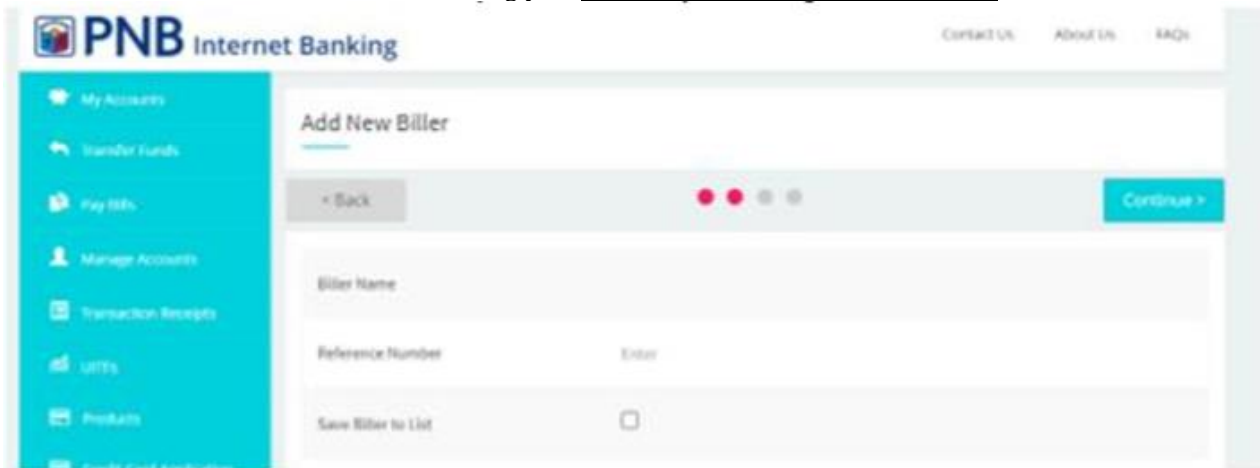 PNB Internet Banking
Contact Us About Us FAQs
My Accounts
Transfer Funds
Pay Bills
Manage Accounts
Transaction Receipts
UITFs
Products
Add New Biller
< Back
Continue >
Biller Name
Reference Number Enter
Save Biller to List